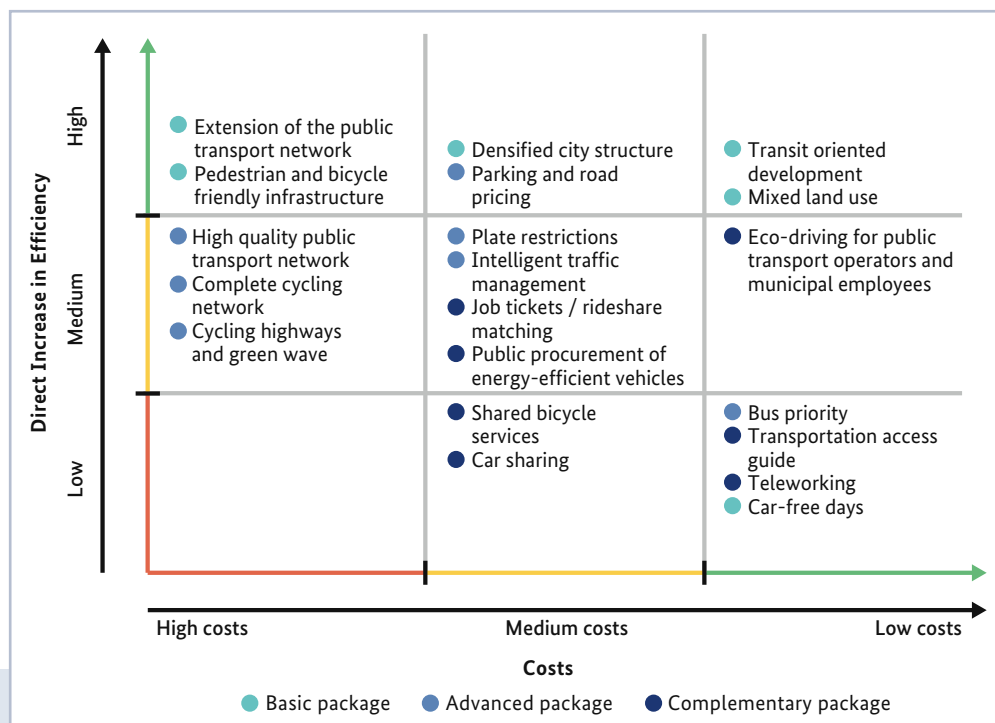 Direct Increase in Efficiency
High
Medium
Low
Extension of the public
transport network
Pedestrian and bicycle
friendly infrastructure
Densified city structure
Parking and road
pricing
Transit oriented
development
Mixed land use
High quality public
transport network
Complete cycling
network
Cycling highways
and green wave
Plate restrictions
Intelligent traffic
management
Job tickets / rideshare
matching
Public procurement of
energy-efficient vehicles
Eco-driving for public
transport operators and
municipal employees
Shared bicycle
services
Car sharing
Bus priority
Transportation access
guide
Teleworking
Car-free days
High costs
Medium costs
Low costs
Costs
Basic package
Advanced package
Complementary package